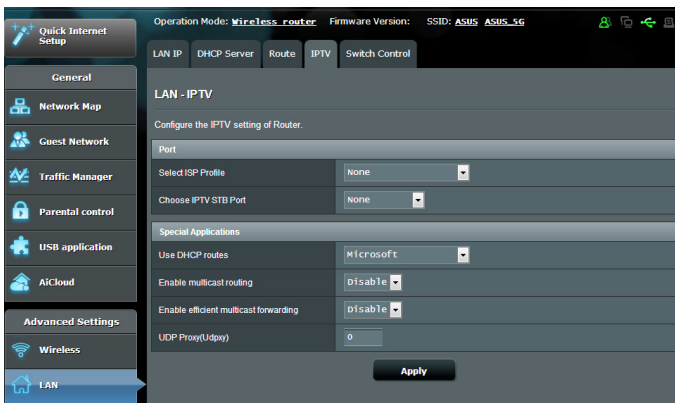 Quick Internet
Setup
Operation Mode: Wireless router Firmware Version: SSID: ASUS ASUS_5G
LAN IP DHCP Server Route IPTV Switch Control
General
Network Map
Guest Network
Traffic Manager
Parental control
USB application
AiCloud
Advanced Settings
Wireless
LAN
LAN - IPTV
Configure the IPTV setting of Router.
Port
Select ISP Profile None
Choose IPTV STB Port None
Special Applications
Use DHCP routes Microsoft
Enable multicast routing Disable
Enable efficient multicast forwarding Disable
UDP Proxy(Udpxy) 0
Apply